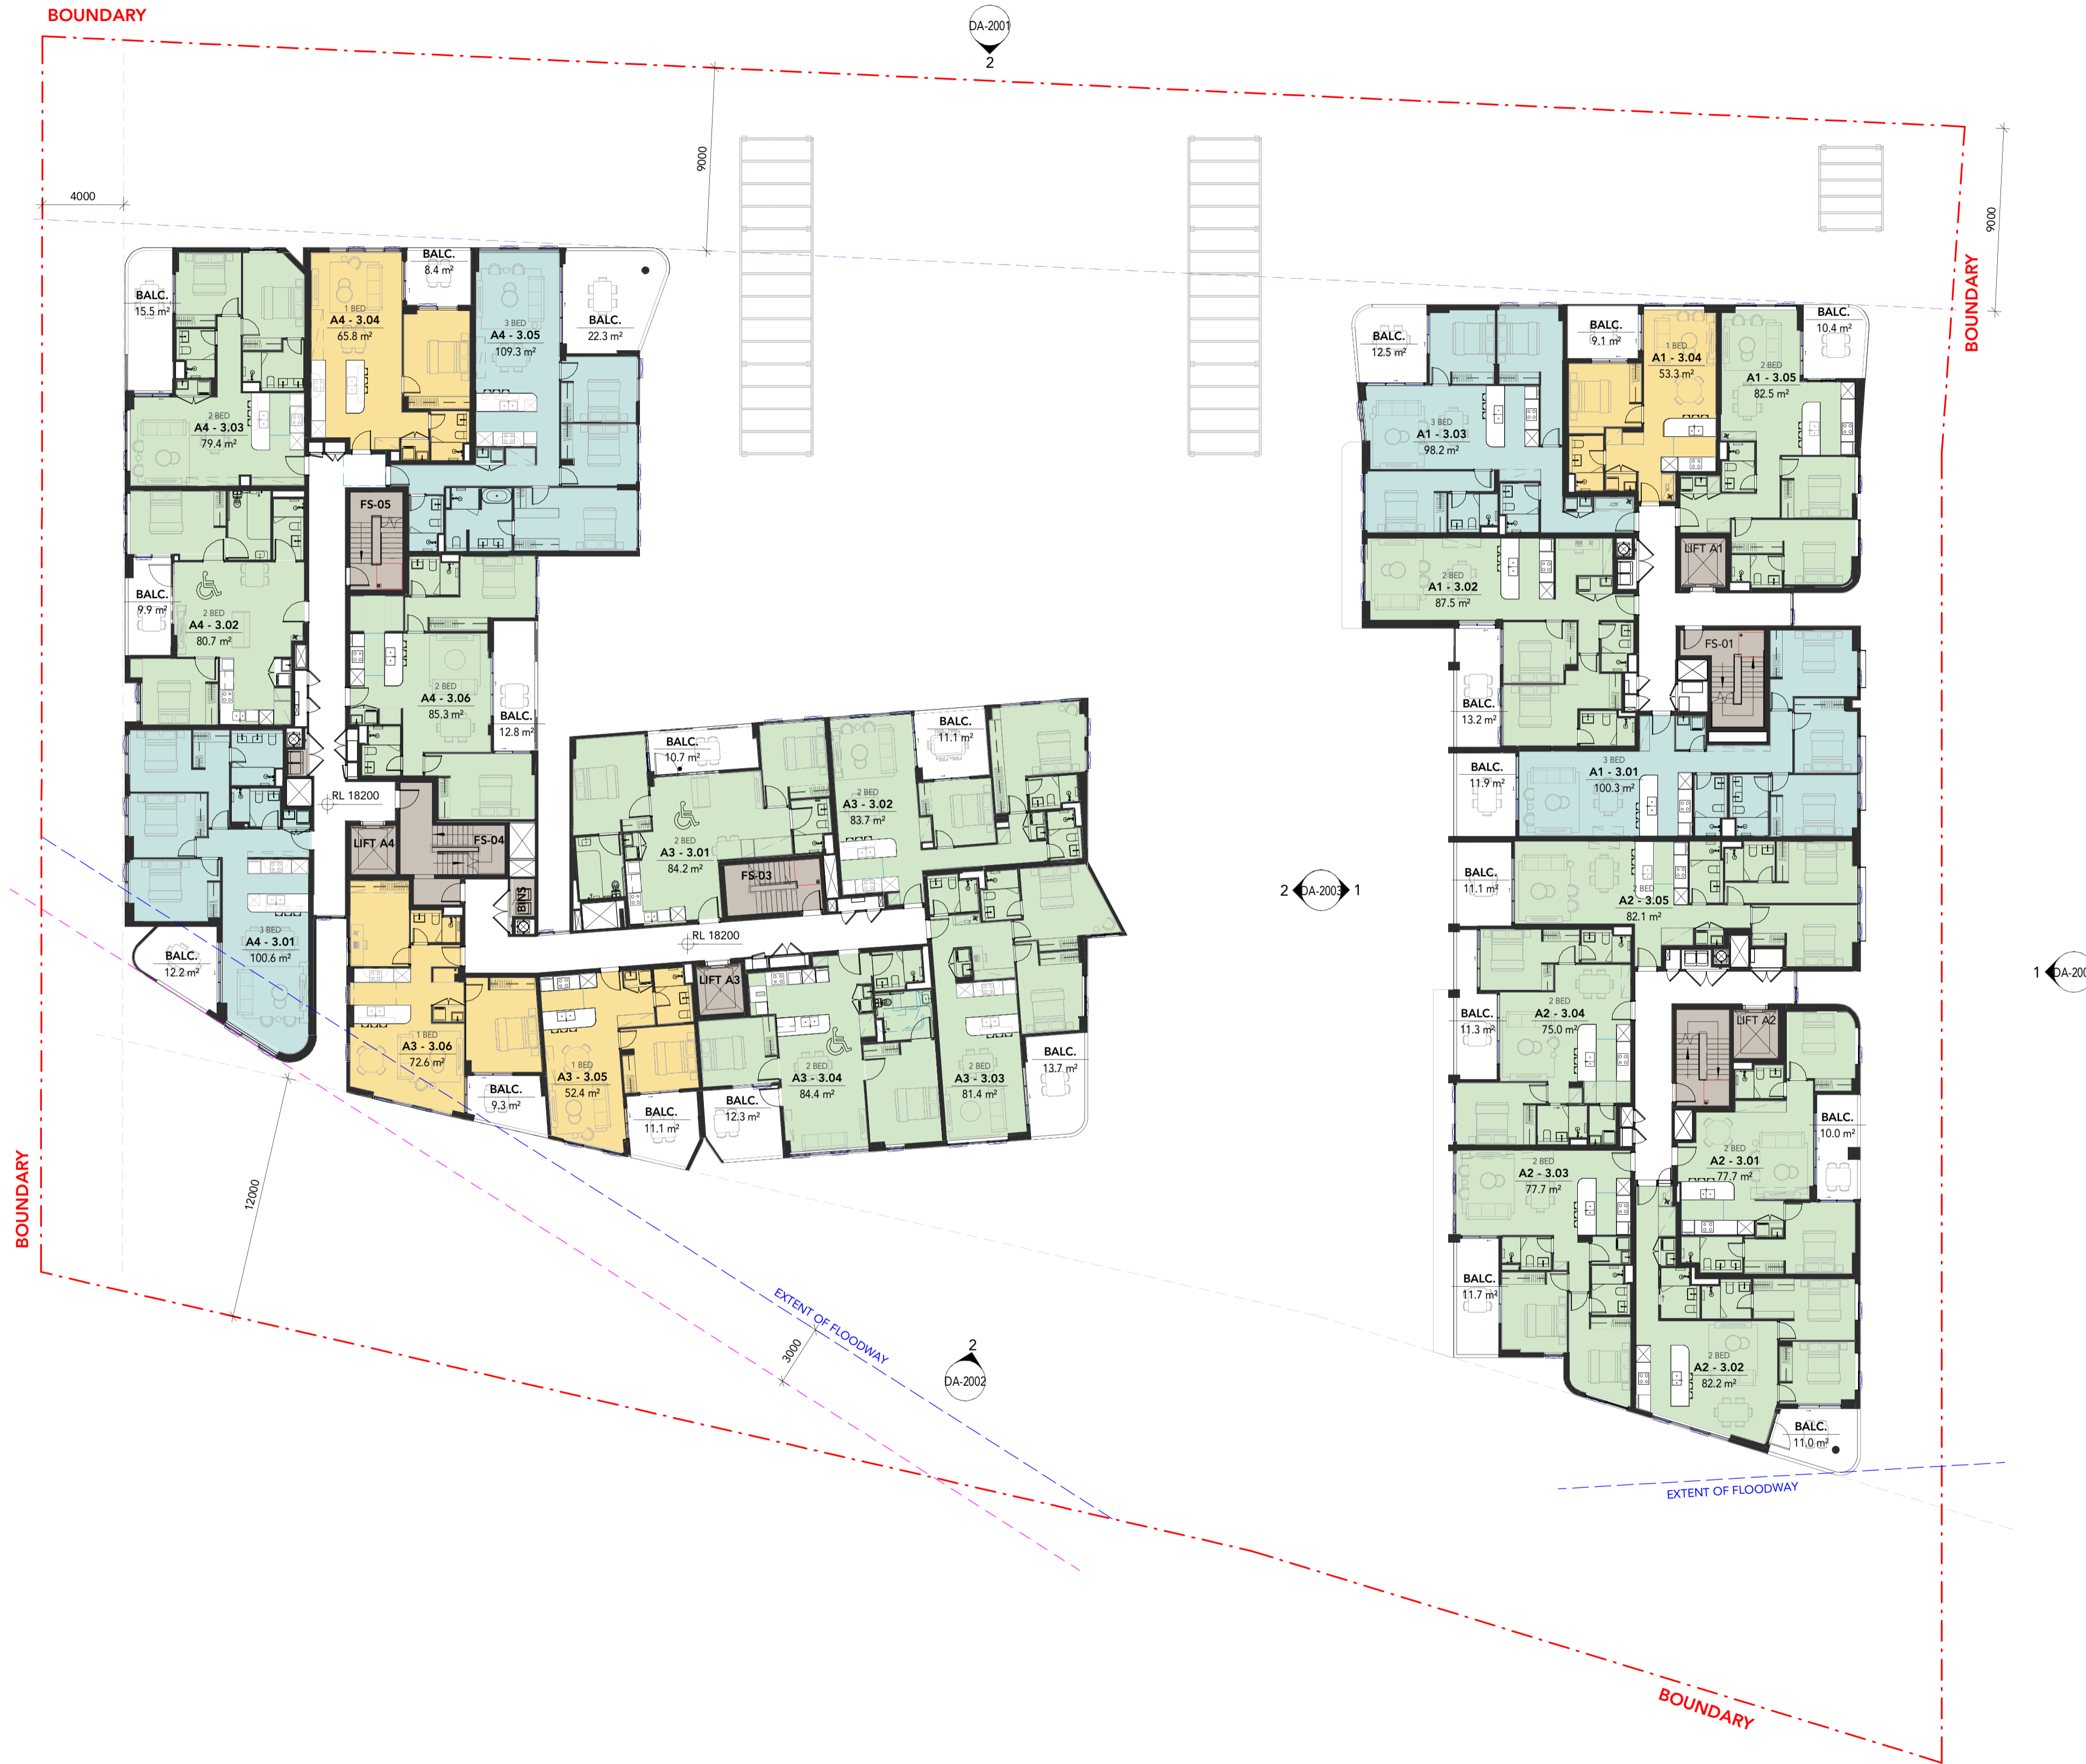 BOUNDARY
DA-2001
2
9000
4000
9000
BOUNDARY
BALC.
15.5 m²
1 BED
A4 - 3.04
65.8 m²
BALC.
8.4 m²
3 BED
A4 - 3.05
109.3 m²
BALC.
22.3 m²
2 BED
A4 - 3.03
79.4 m²
FS-05
BALC.
9.9 m²
2 BED
A4 - 3.02
80.7 m²
2 BED
A4 - 3.06
85.3 m²
BALC.
12.8 m²
RL 18200
LIFT A4
FS-04
BINS
3 BED
A4 - 3.01
100.6 m²
BALC.
12.2 m²
BALC.
10.7 m²
2 BED
A3 - 3.01
84.2 m²
FS-03
2 BED
A3 - 3.02
83.7 m²
BALC.
11.1 m²
RL 18200
LIFT A3
1 BED
A3 - 3.06
72.6 m²
BALC.
9.3 m²
1 BED
A3 - 3.05
52.4 m²
BALC.
11.1 m²
BALC.
12.3 m²
2 BED
A3 - 3.04
84.4 m²
2 BED
A3 - 3.03
81.4 m²
BALC.
13.7 m²
BALC.
12.5 m²
3 BED
A1 - 3.03
98.2 m²
BALC.
9.1 m²
1 BED
A1 - 3.04
53.3 m²
2 BED
A1 - 3.05
82.5 m²
BALC.
10.4 m²
LIFT A1
2 BED
A1 - 3.02
87.5 m²
FS-01
BALC.
13.2 m²
BALC.
11.9 m²
3 BED
A1 - 3.01
100.3 m²
2
DA-2003
1
BALC.
11.1 m²
2 BED
A2 - 3.05
82.1 m²
1
DA-200
BALC.
11.3 m²
2 BED
A2 - 3.04
75.0 m²
LIFT A2
2 BED
A2 - 3.01
77.7 m²
BALC.
10.0 m²
2 BED
A2 - 3.03
77.7 m²
BALC.
11.7 m²
2 BED
A2 - 3.02
82.2 m²
BALC.
11.0 m²
BOUNDARY
12000
EXTENT OF FLOODWAY
3000
2
DA-2002
EXTENT OF FLOODWAY
BOUNDARY